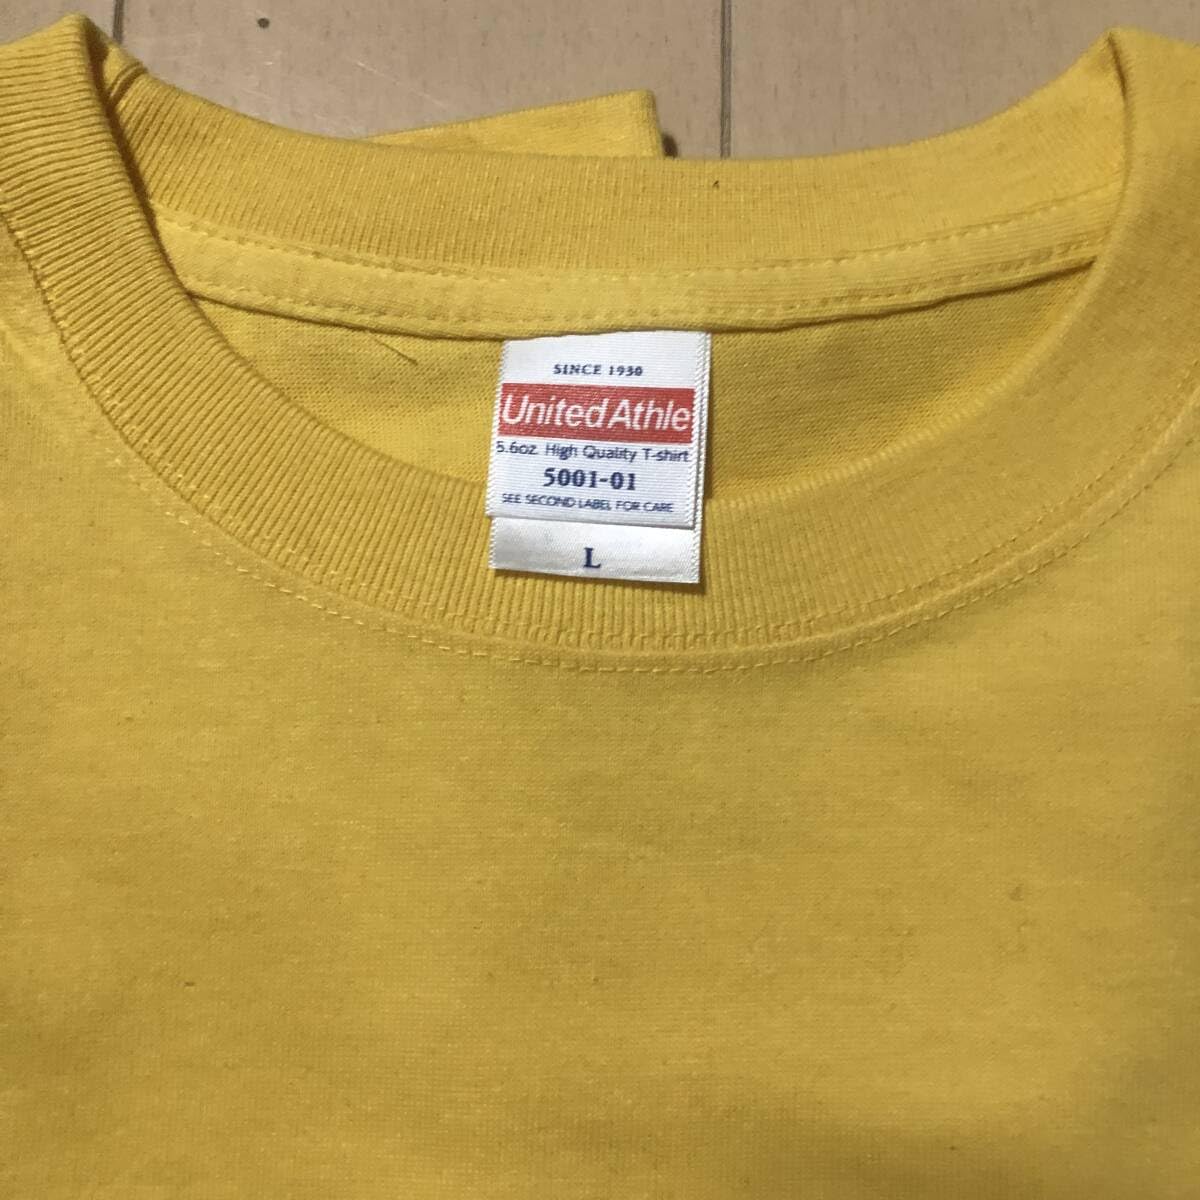 SINCE 1930
United Athle
5.6oz. High Quality T-shirt
5001-01
SEE SECOND LABEL FOR CARE
L